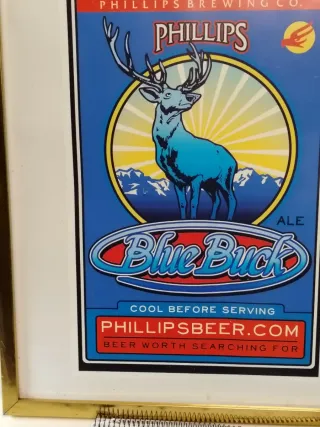 PHILLIPS BREWING CO.
PHILLIPS
ALE
Blue Buck
COOL BEFORE SERVING
PHILLIPSBEER.COM
BEER WORTH SEARCHING FOR